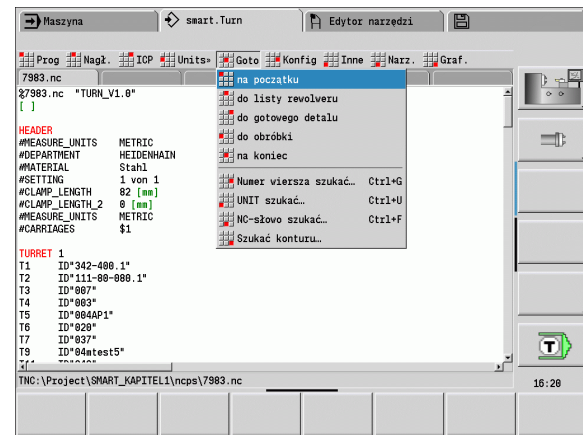 Maszyna smart.Turn Edytor narzędzi
Prog Nagł. ICP Units» Goto Konfig Inne Narz. Graf.
7983.nc
%7983.nc "TURN_V1.0"
[ ]
HEADER
#MEASURE_UNITS METRIC
#DEPARTMENT HEIDENHAIN
#MATERIAL Stahl
#SETTING 1 von 1
#CLAMP_LENGTH 82 [mm]
#CLAMP_LENGTH_2 0 [mm]
#MEASURE_UNITS METRIC
#CARRIAGES $1
TURRET 1
T1 ID"342-400.1"
T2 ID"111-80-080.1"
T3 ID"007"
T4 ID"003"
T5 ID"004AP1"
T6 ID"020"
T7 ID"037"
T9 ID"04mtest5"
na początku
do listy rewolweru
do gotowego detalu
do obróbki
na koniec
Numer wiersza szukać… Ctrl+G
UNIT szukać… Ctrl+U
NC-słowo szukać… Ctrl+F
Szukać konturu…
TNC:\Project\SMART_KAPITEL1\ncps\7983.nc
T
16:20